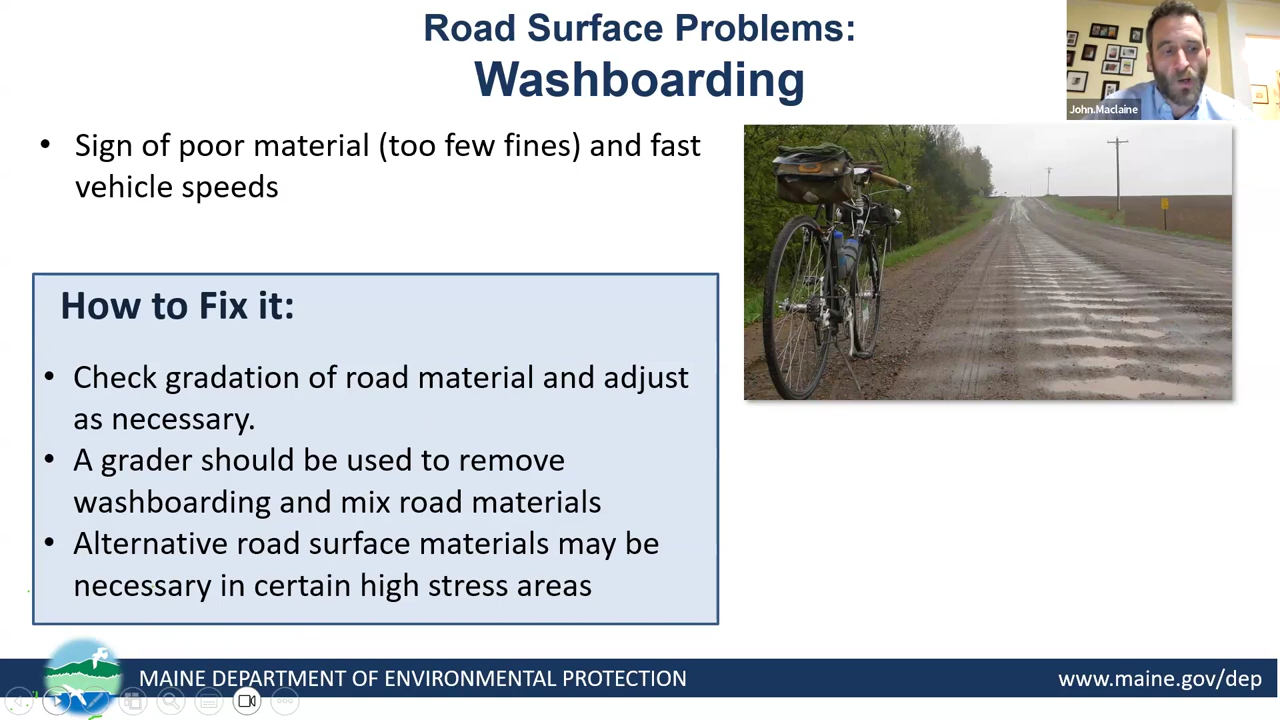 Road Surface Problems:
Washboarding
John.Maclaine
• Sign of poor material (too few fines) and fast
vehicle speeds
How to Fix it:
• Check gradation of road material and adjust
as necessary.
• A grader should be used to remove
washboarding and mix road materials
• Alternative road surface materials may be
necessary in certain high stress areas
MAINE DEPARTMENT OF ENVIRONMENTAL PROTECTION
www.maine.gov/dep